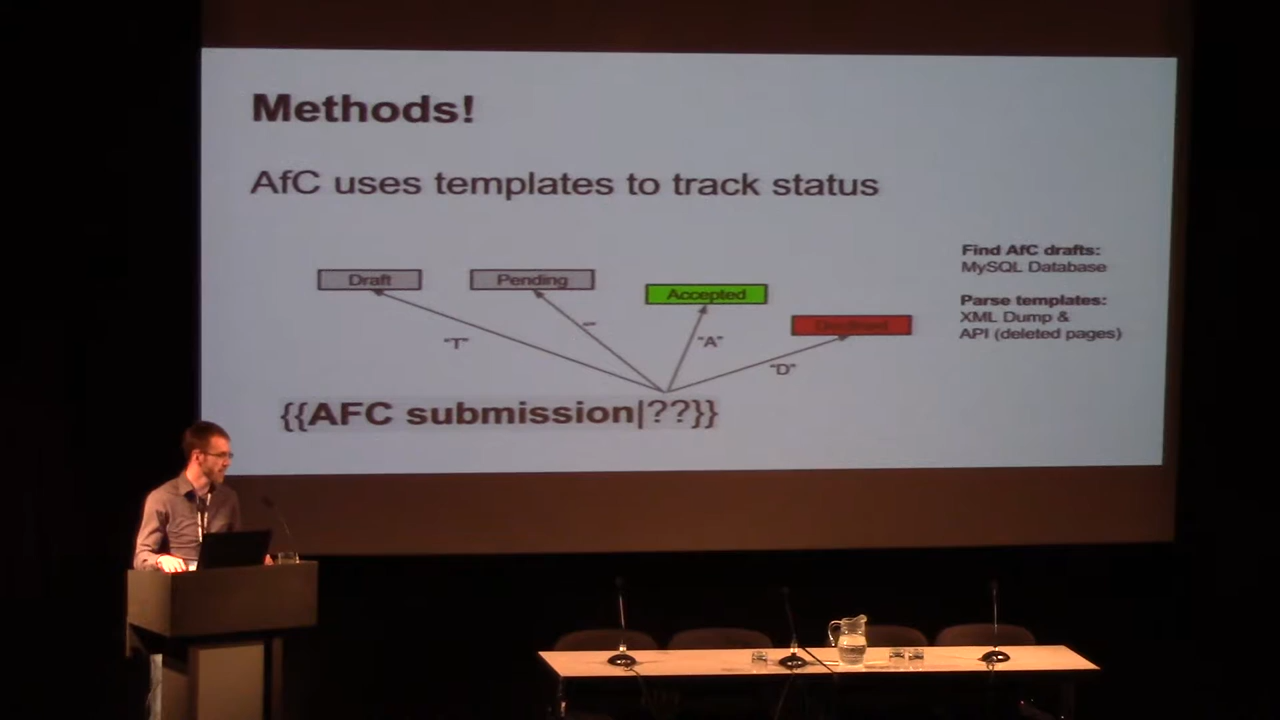 Methods!
AfC uses templates to track status
Draft
Pending
Accepted
Declined
"T"
""
"A"
"D"
{{AFC submission|??}}
Find AfC drafts:
MySQL Database
Parse templates:
XML Dump &
API (deleted pages)